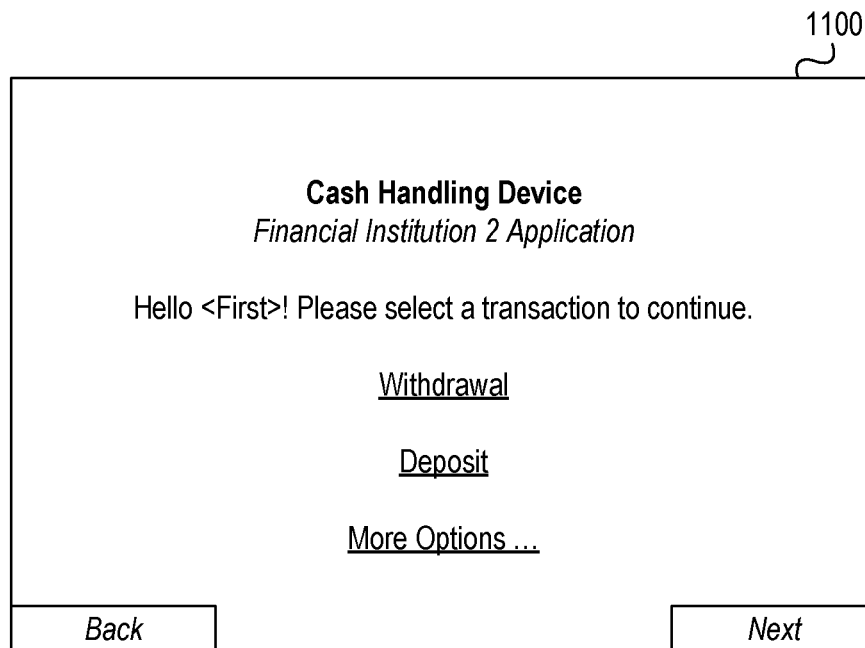 1100
Cash Handling Device
Financial Institution 2 Application
Hello <First>! Please select a transaction to continue.
Withdrawal
Deposit
More Options ...
Back
Next